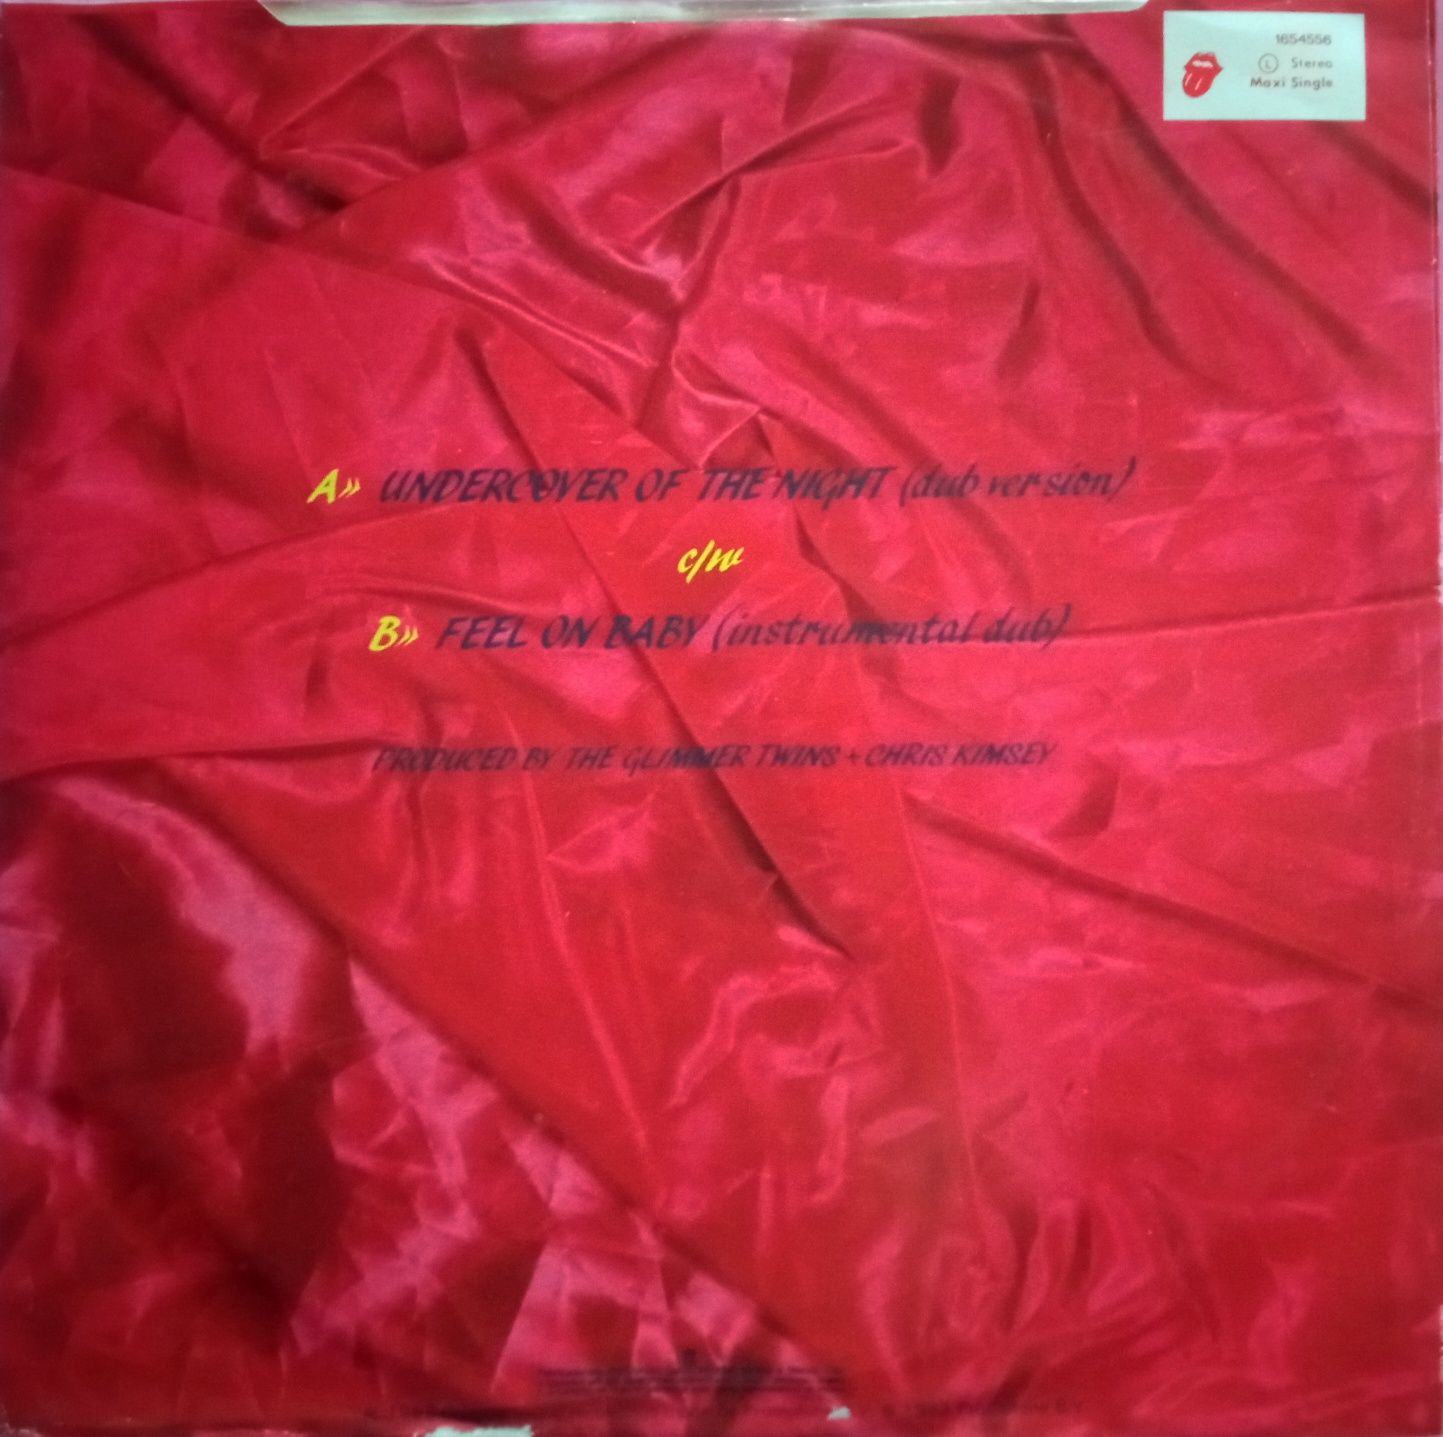 1654556
L Stereo
Maxi Single
A» UNDERCOVER OF THE NIGHT (dub version)
c/w
B» FEEL ON BABY (instrumental dub)
PRODUCED BY THE GLIMMER TWINS + CHRIS KIMSEY